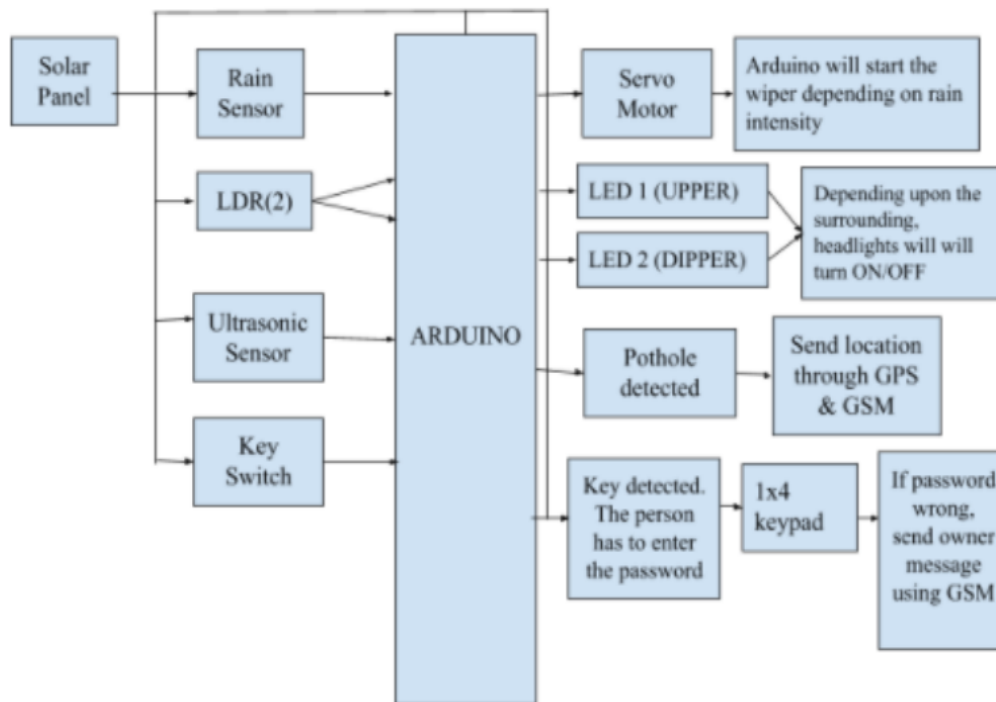 Solar
Panel
Rain
Sensor
LDR(2)
Ultrasonic
Sensor
Key
Switch
ARDUINO
Servo
Motor
Arduino will start the
wiper depending on rain
intensity
LED 1 (UPPER)
LED 2 (DIPPER)
Depending upon the
surrounding,
headlights will will
turn ON/OFF
Pothole
detected
Send location
through GPS
& GSM
Key detected.
The person
has to enter
the password
1x4
keypad
If password
wrong,
send owner
message
using GSM